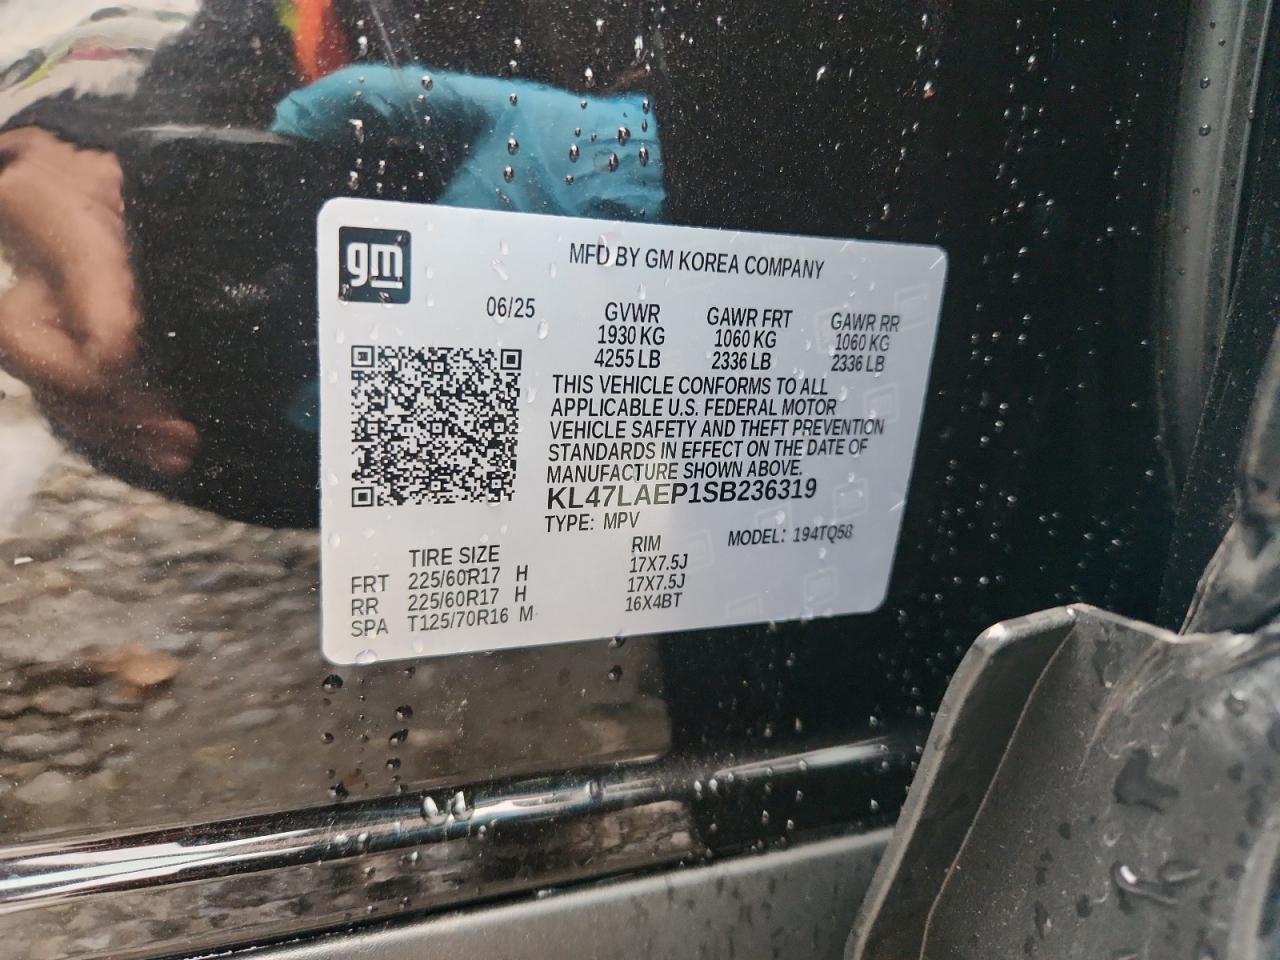 gm
MFD BY GM KOREA COMPANY
06/25 GVWR GAWR FRT GAWR RR
1930 KG 1060 KG 1060 KG
4255 LB 2336 LB 2336 LB
THIS VEHICLE CONFORMS TO ALL
APPLICABLE U.S. FEDERAL MOTOR
VEHICLE SAFETY AND THEFT PREVENTION
STANDARDS IN EFFECT ON THE DATE OF
MANUFACTURE SHOWN ABOVE.
KL47LAEP1SB236319
TYPE: MPV MODEL: 194TQ58
TIRE SIZE RIM
FRT 225/60R17 H 17X7.5J
RR 225/60R17 H 17X7.5J
SPA T125/70R16 M 16X4BT